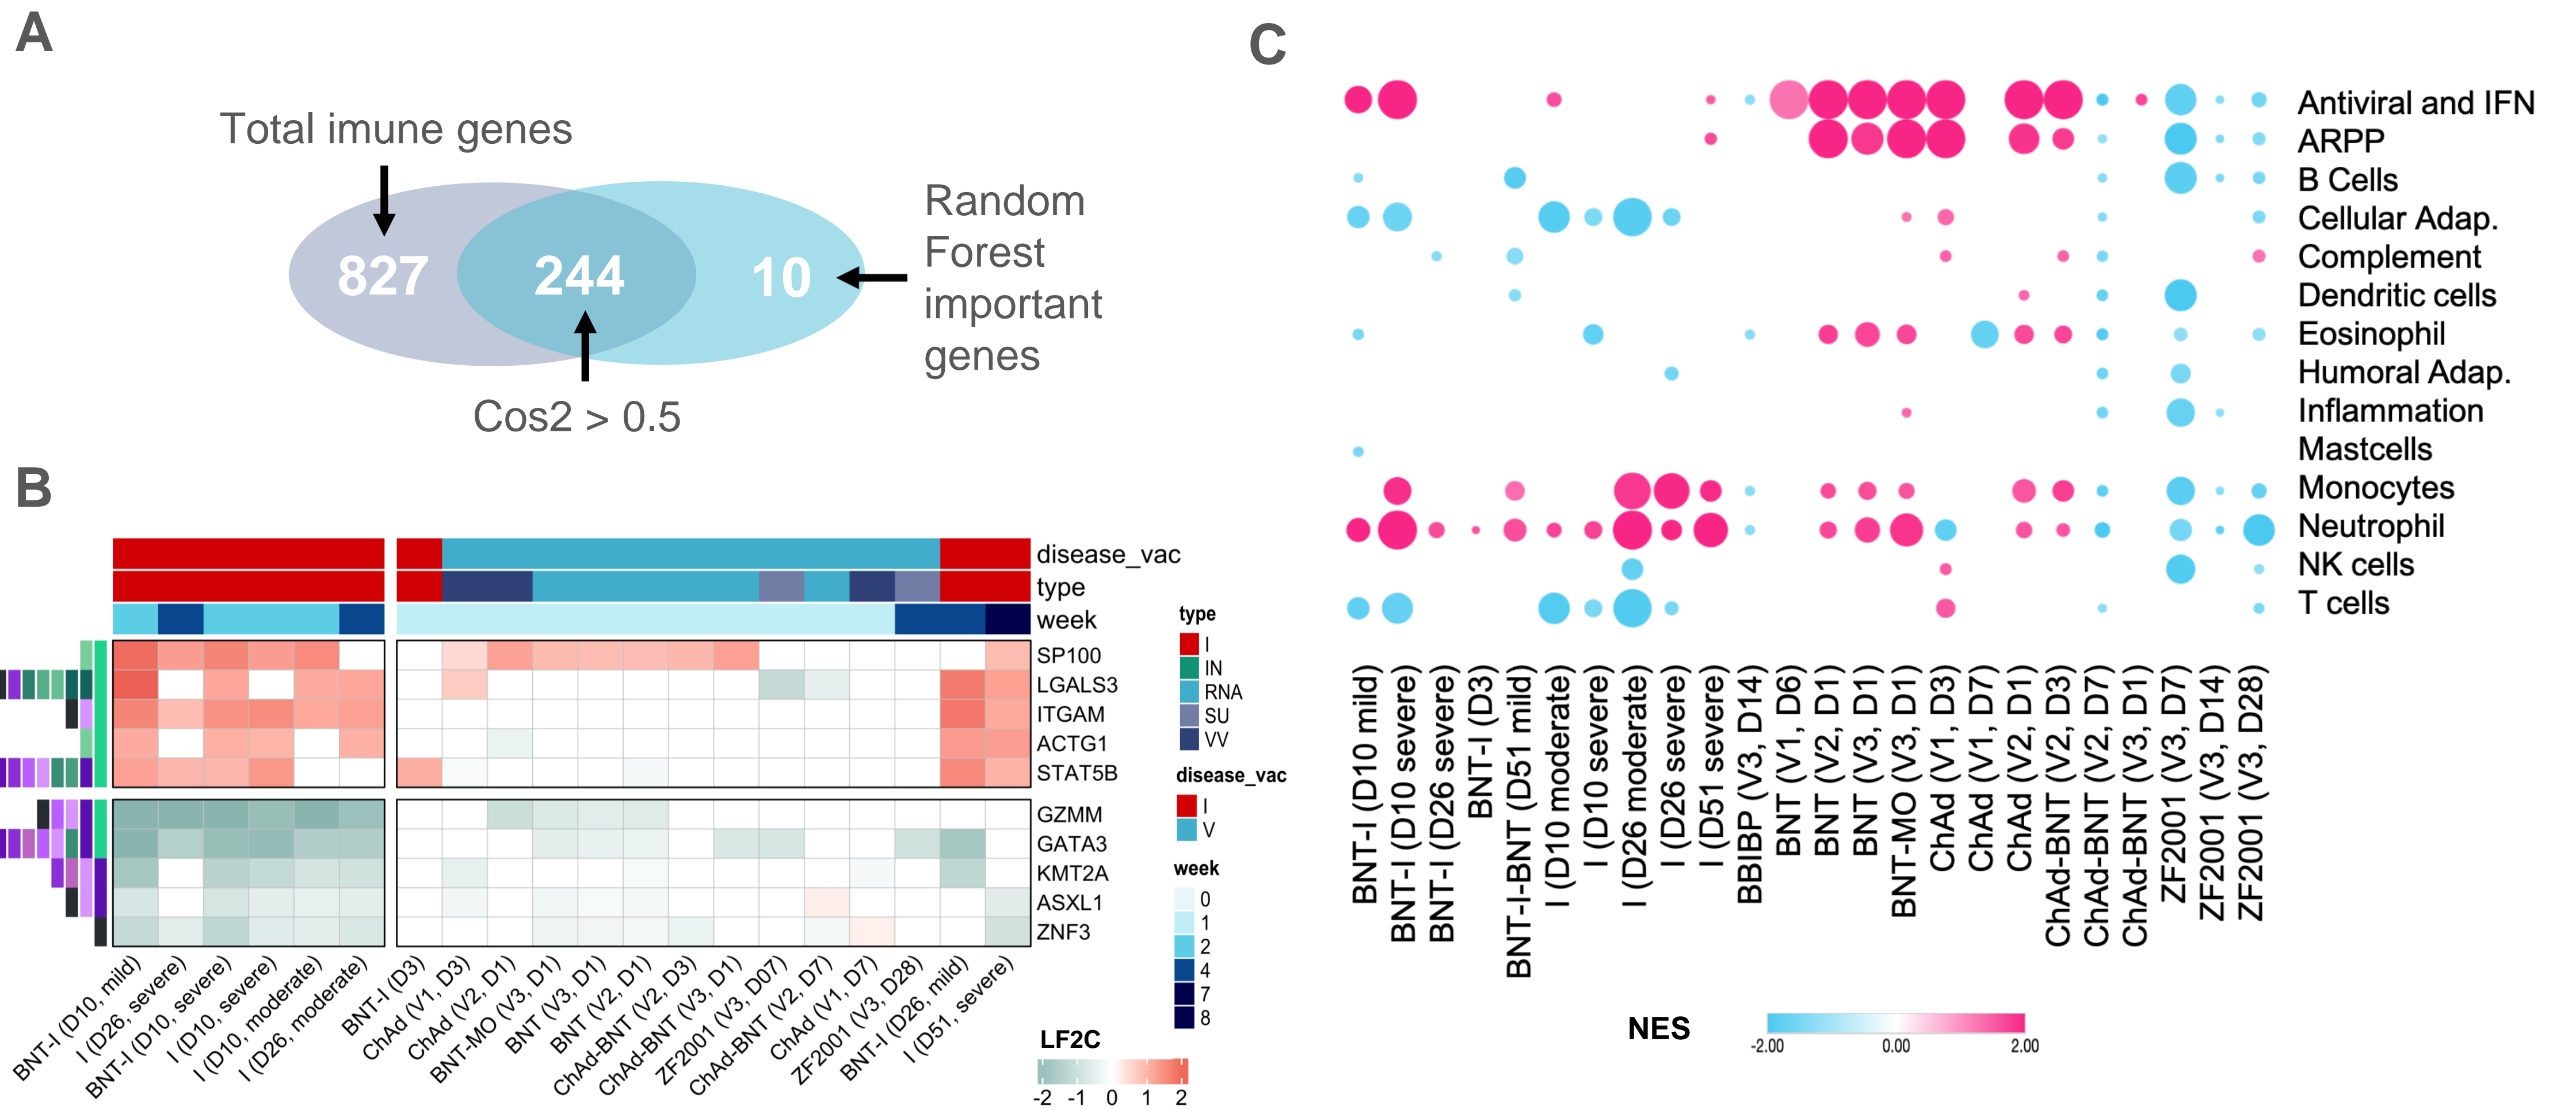 A
Total imune genes
827
244
10
Random
Forest
important
genes
Cos2 > 0.5
B
disease_vac
type
week
SP100
LGALS3
ITGAM
ACTG1
STAT5B
GZMM
GATA3
KMT2A
ASXL1
ZNF3
BNT-I (D10, mild)
I (D26, severe)
BNT-I (D10, severe)
I (D10, severe)
I (D10, moderate)
I (D26, moderate)
BNT-I (D3)
ChAd (V1, D3)
ChAd (V2, D1)
BNT-MO (V3, D1)
BNT (V3, D1)
BNT (V2, D1)
ChAd-BNT (V2, D3)
ChAd-BNT (V3, D1)
ZF2001 (V3, D07)
ChAd-BNT (V2, D7)
ChAd (V1, D7)
ZF2001 (V3, D28)
BNT-I (D26, mild)
I (D51, severe)
type
I
IN
RNA
SU
VV
disease_vac
I
V
week
0
1
2
4
7
8
LF2C
-2 -1 0 1 2
C
Antiviral and IFN
ARPP
B Cells
Cellular Adap.
Complement
Dendritic cells
Eosinophil
Humoral Adap.
Inflammation
Mastcells
Monocytes
Neutrophil
NK cells
T cells
BNT-I (D10 mild)
BNT-I (D10 severe)
BNT-I (D26 severe)
BNT-I (D3)
BNT-I-BNT (D51 mild)
I (D10 moderate)
I (D10 severe)
I (D26 moderate)
I (D26 severe)
I (D51 severe)
BBIBP (V3, D14)
BNT (V1, D6)
BNT (V2, D1)
BNT (V3, D1)
BNT-MO (V3, D1)
ChAd (V1, D3)
ChAd (V1, D7)
ChAd (V2, D1)
ChAd-BNT (V2, D3)
ChAd-BNT (V2, D7)
ChAd-BNT (V3, D1)
ZF2001 (V3, D7)
ZF2001 (V3, D14)
ZF2001 (V3, D28)
NES
-2.00 0.00 2.00